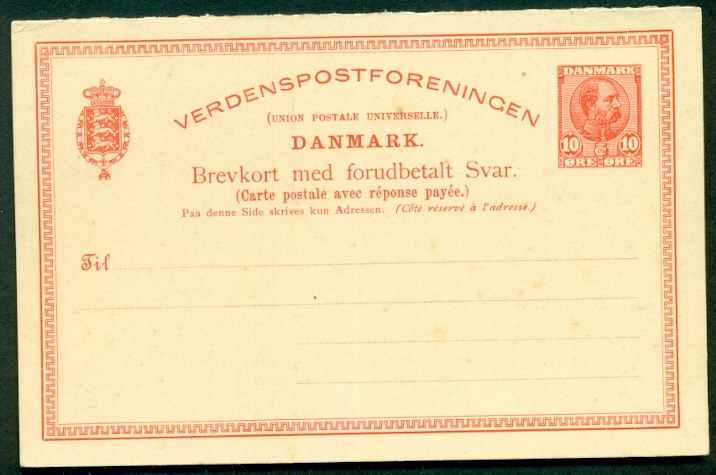 VERDENSPOSTFORENINGEN
(UNION POSTALE UNIVERSELLE.)
DANMARK.
Brevkort med forudbetalt Svar.
(Carte postale avec réponse payée.)
Paa denne Side skrives kun Adressen. (Côté réservé à l'adresse.)
DANMARK
10 10
ØRE ØRE
Til